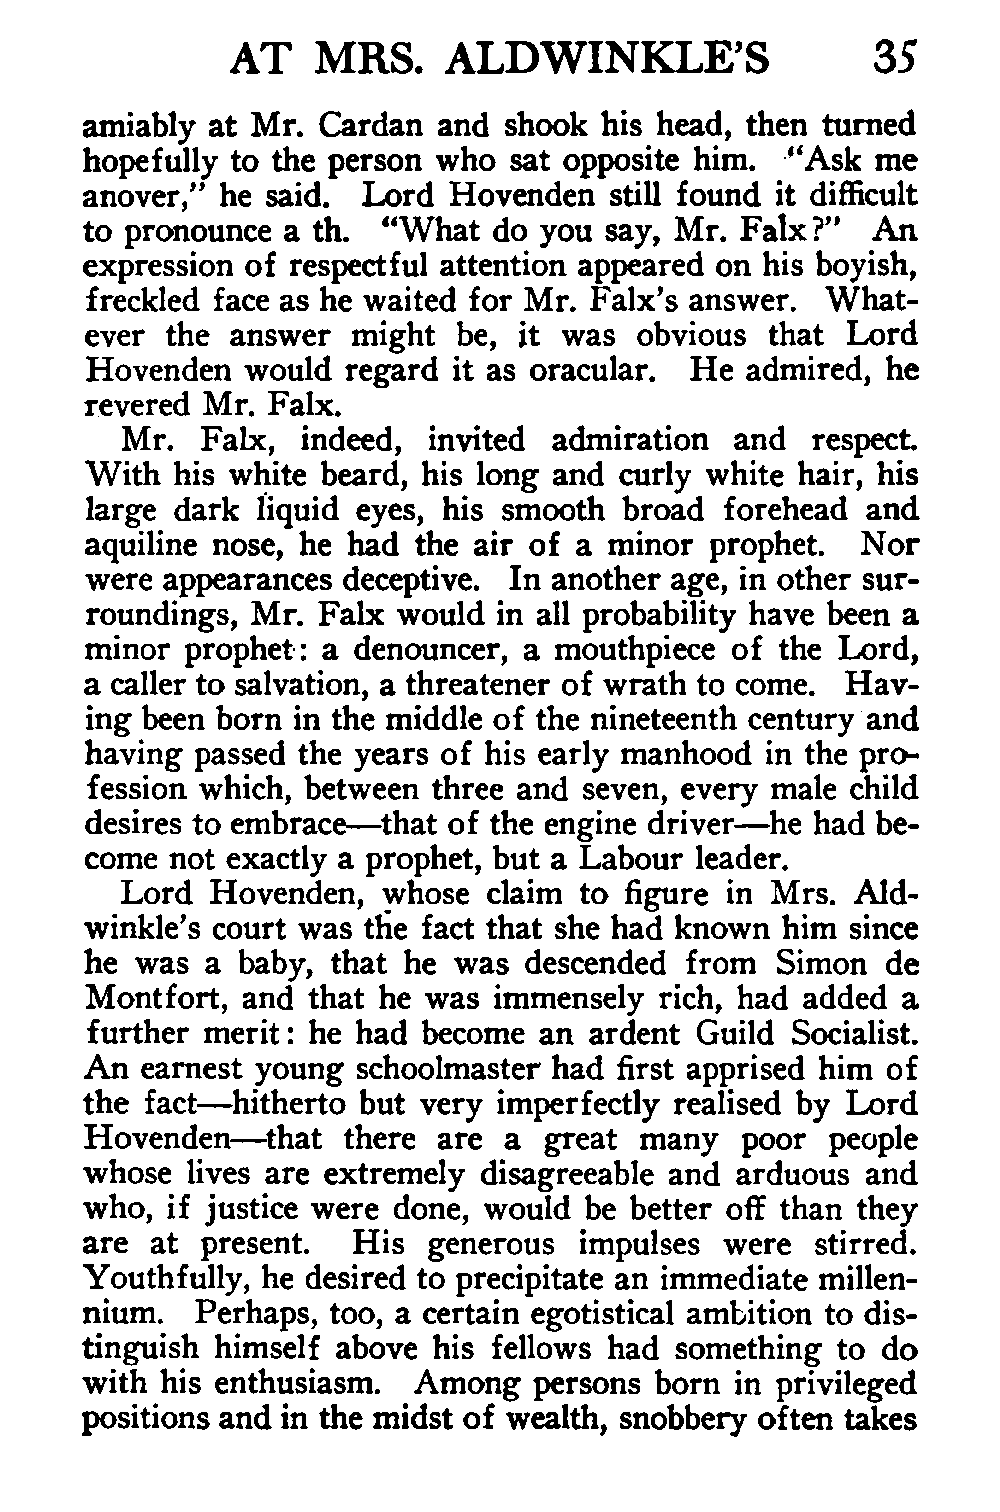 AT MRS. ALDWINKLE'S 35
amiably at Mr. Cardan and shook his head, then turned
hopefully to the person who sat opposite him. "Ask me
anover," he said. Lord Hovenden still found it difficult
to pronounce a th. "What do you say, Mr. Falx?" An
expression of respectful attention appeared on his boyish,
freckled face as he waited for Mr. Falx's answer. What-
ever the answer might be, it was obvious that Lord
Hovenden would regard it as oracular. He admired, he
revered Mr. Falx.
Mr. Falx, indeed, invited admiration and respect.
With his white beard, his long and curly white hair, his
large dark liquid eyes, his smooth broad forehead and
aquiline nose, he had the air of a minor prophet. Nor
were appearances deceptive. In another age, in other sur-
roundings, Mr. Falx would in all probability have been a
minor prophet: a denouncer, a mouthpiece of the Lord,
a caller to salvation, a threatener of wrath to come. Hav-
ing been born in the middle of the nineteenth century and
having passed the years of his early manhood in the pro-
fession which, between three and seven, every male child
desires to embrace—that of the engine driver—he had be-
come not exactly a prophet, but a Labour leader.
Lord Hovenden, whose claim to figure in Mrs. Ald-
winkle's court was the fact that she had known him since
he was a baby, that he was descended from Simon de
Montfort, and that he was immensely rich, had added a
further merit: he had become an ardent Guild Socialist.
An earnest young schoolmaster had first apprised him of
the fact—hitherto but very imperfectly realised by Lord
Hovenden—that there are a great many poor people
whose lives are extremely disagreeable and arduous and
who, if justice were done, would be better off than they
are at present. His generous impulses were stirred.
Youthfully, he desired to precipitate an immediate millen-
nium. Perhaps, too, a certain egotistical ambition to dis-
tinguish himself above his fellows had something to do
with his enthusiasm. Among persons born in privileged
positions and in the midst of wealth, snobbery often takes